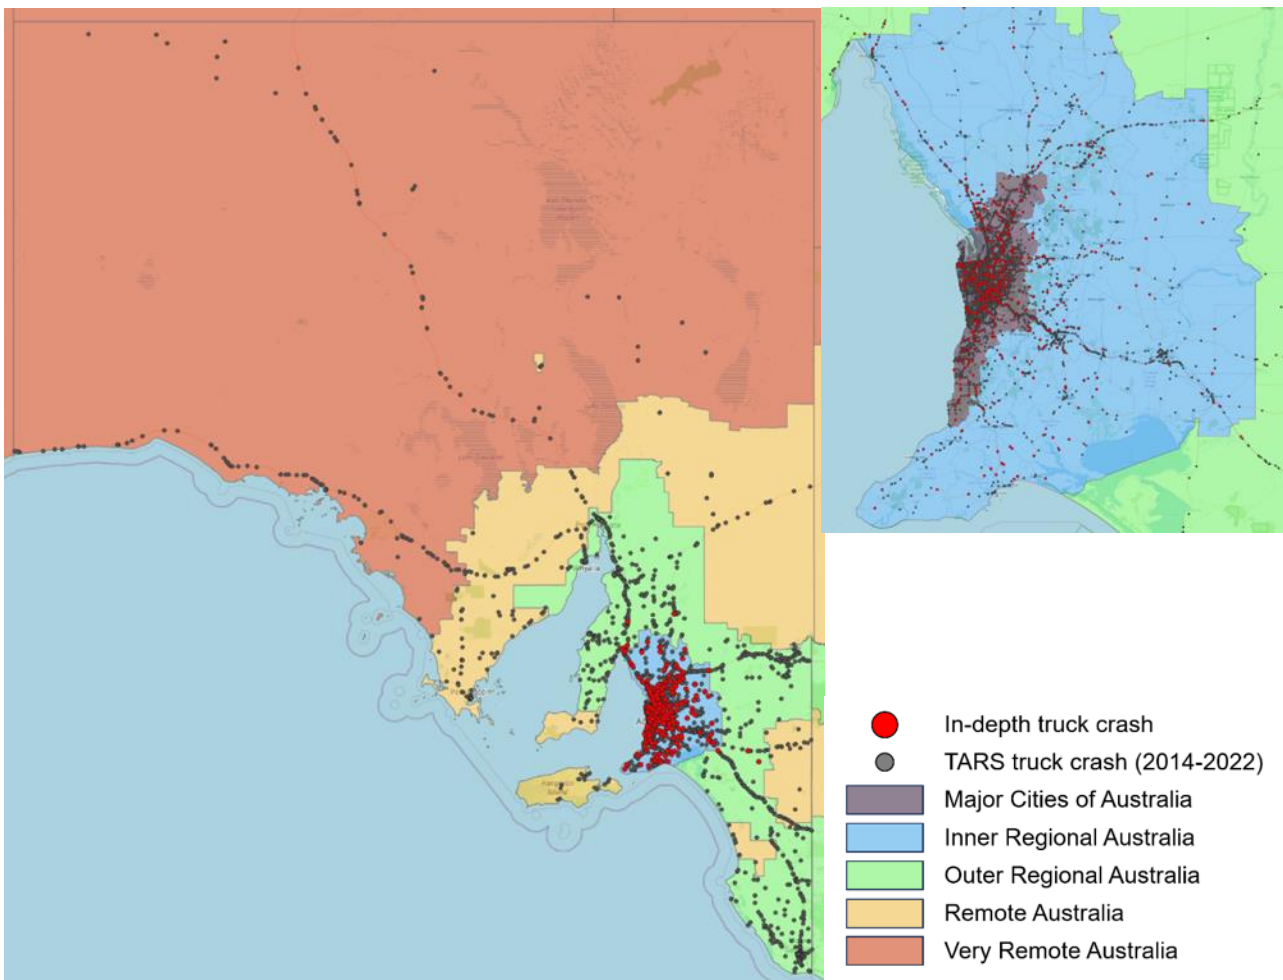 In-depth truck crash
TARS truck crash (2014-2022)
Major Cities of Australia
Inner Regional Australia
Outer Regional Australia
Remote Australia
Very Remote Australia